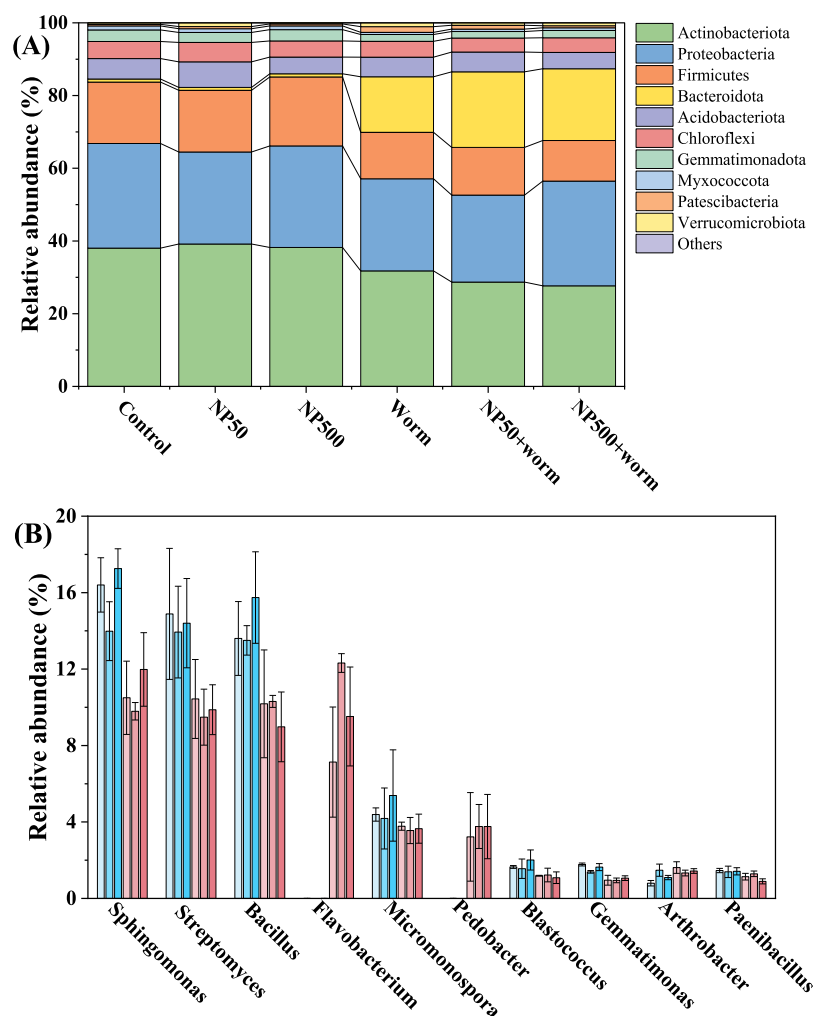 (A)
Relative abundance (%)
100
80
60
40
20
0
Control
NP50
NP500
Worm
NP50+worm
NP500+worm
Actinobacteriota
Proteobacteria
Firmicutes
Bacteroidota
Acidobacteriota
Chloroflexi
Gemmatimonadota
Myxococcota
Patescibacteria
Verrucomicrobiota
Others
(B)
Relative abundance (%)
20
16
12
8
4
0
Sphingomonas
Streptomyces
Bacillus
Flavobacterium
Micromonospora
Pedobacter
Blastococcus
Gemmatimonas
Arthrobacter
Paenibacillus